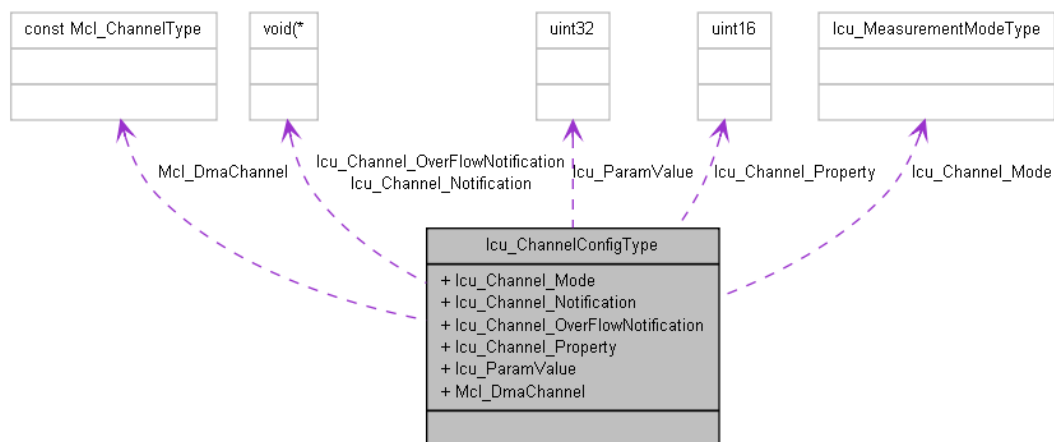 const Mcl_ChannelType
void(*
uint32
uint16
Icu_MeasurementModeType
Mcl_DmaChannel
Icu_Channel_OverFlowNotification
Icu_Channel_Notification
Icu_ParamValue
Icu_Channel_Property
Icu_Channel_Mode
Icu_ChannelConfigType
+ Icu_Channel_Mode
+ Icu_Channel_Notification
+ Icu_Channel_OverFlowNotification
+ Icu_Channel_Property
+ Icu_ParamValue
+ Mcl_DmaChannel